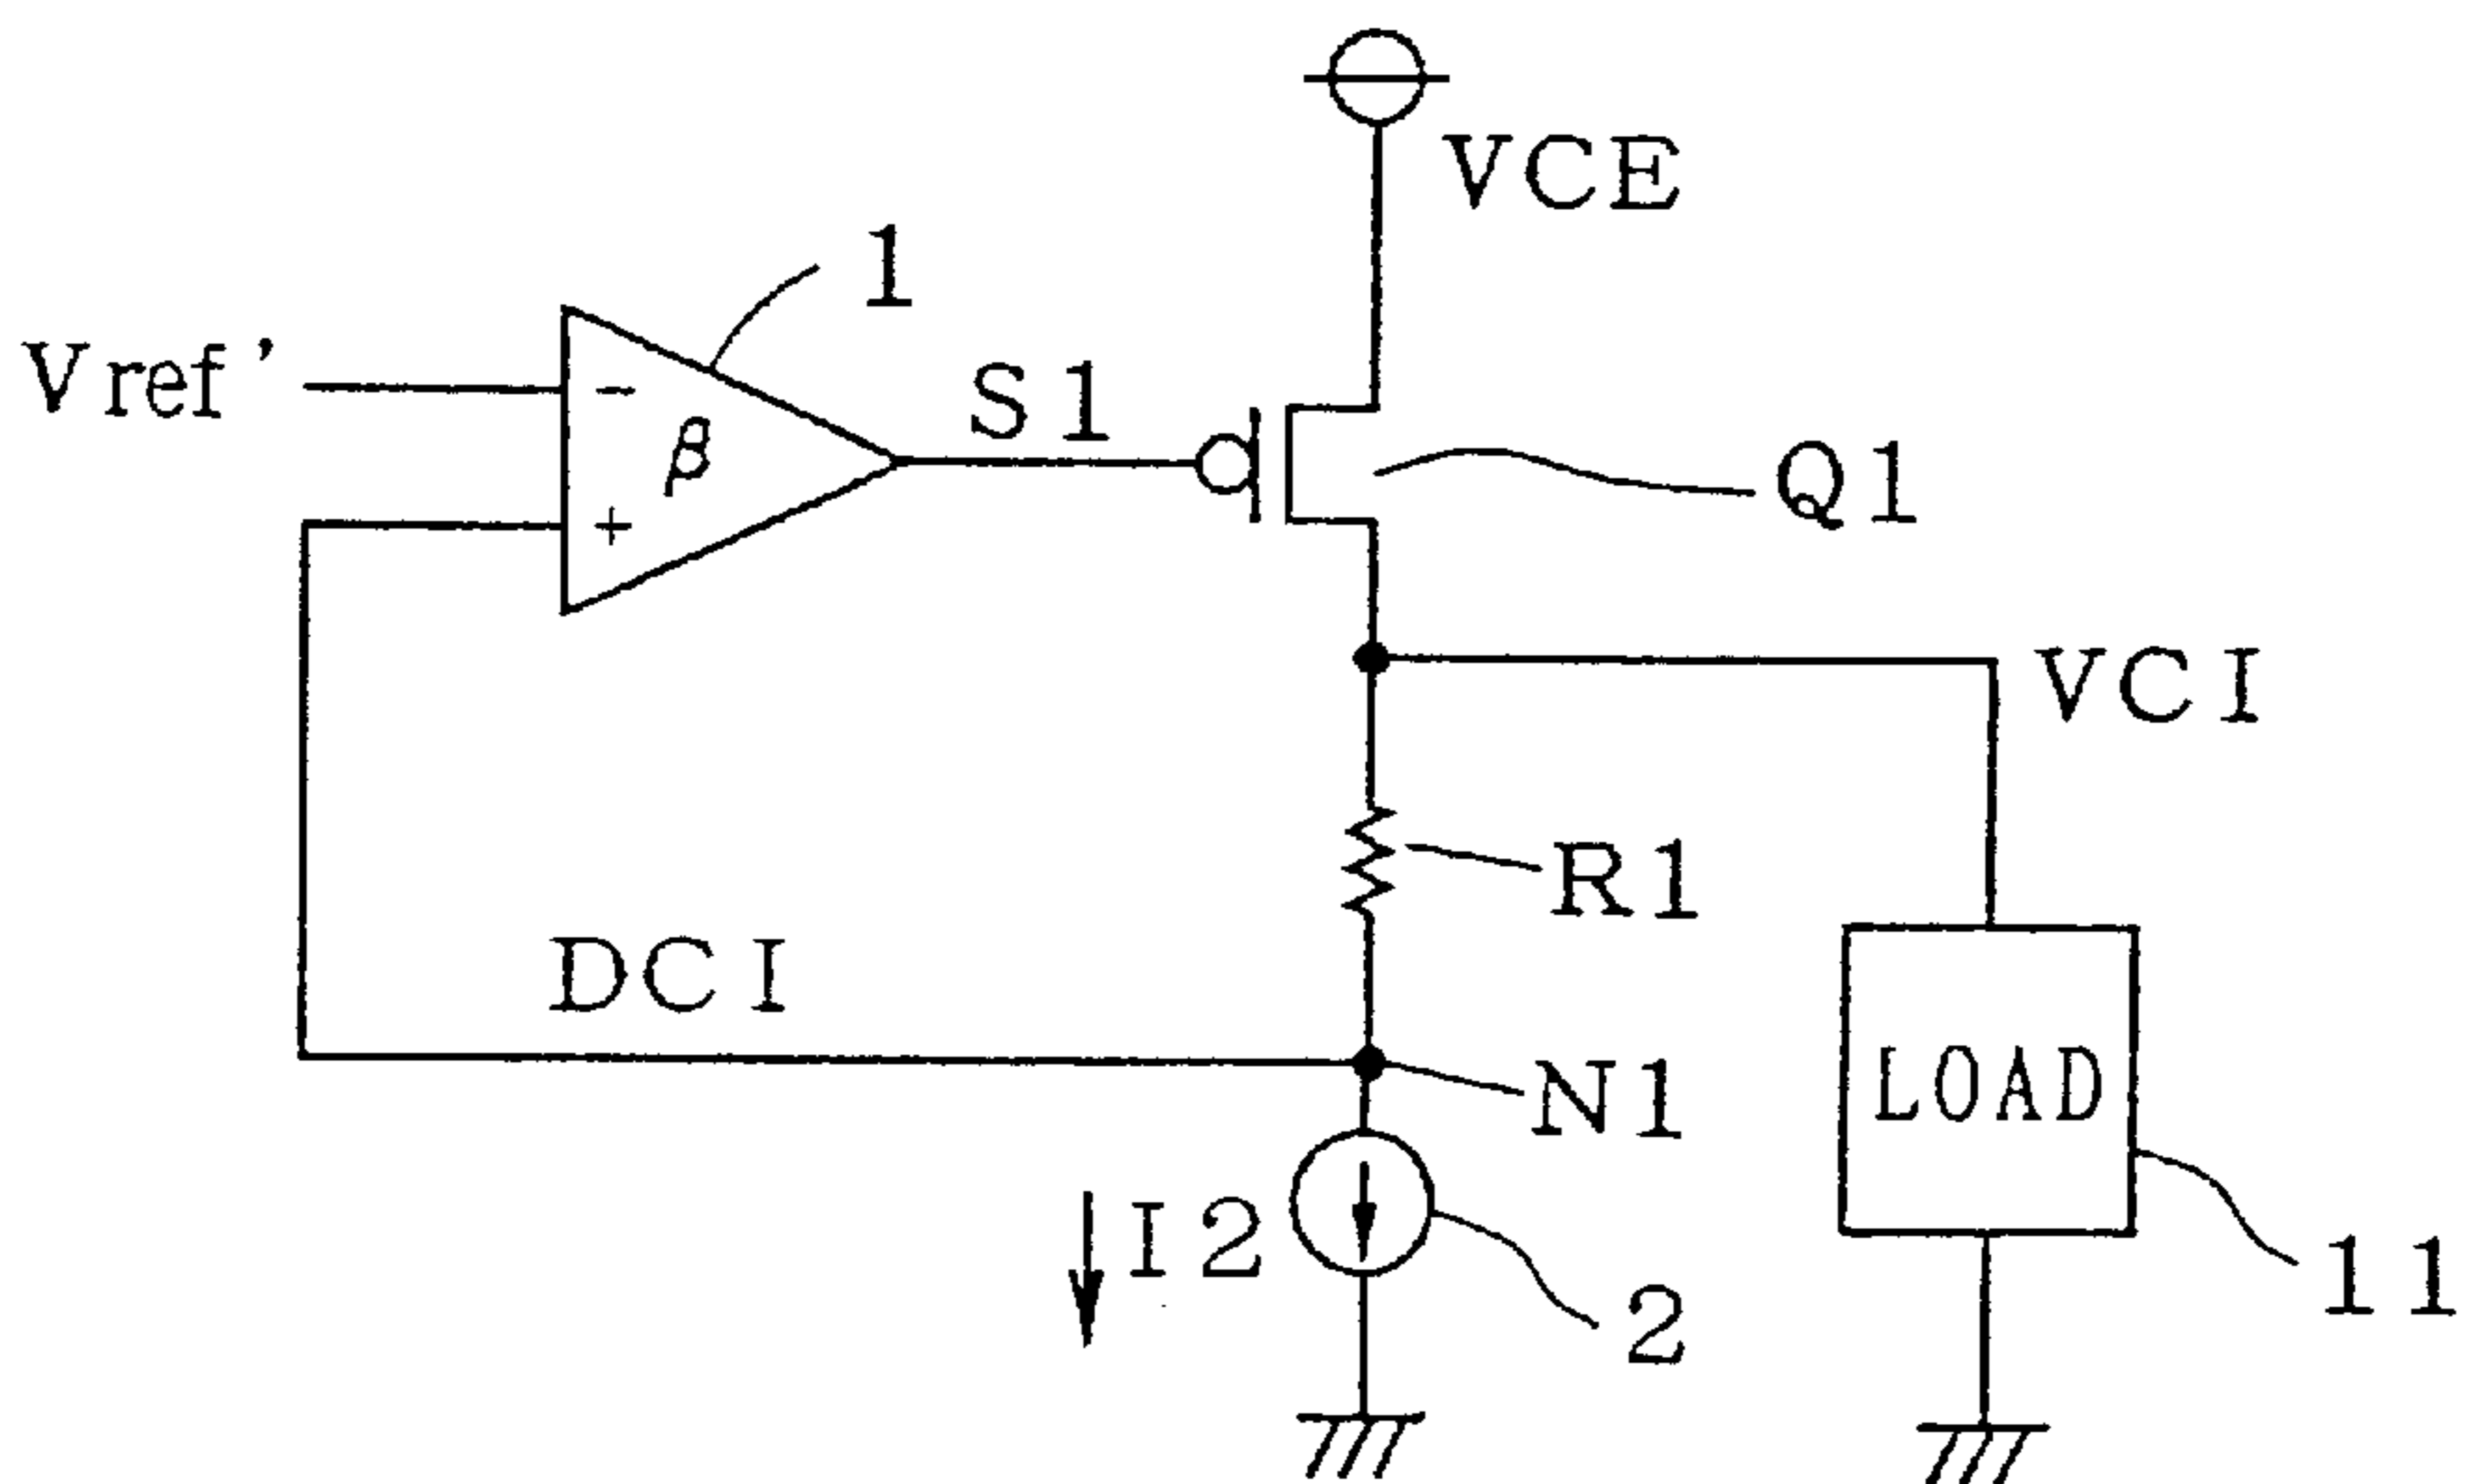 VCE
1
Vref'
-
β
S1
+
Q1
VCI
R1
DCI
N1
LOAD
I2
2
11